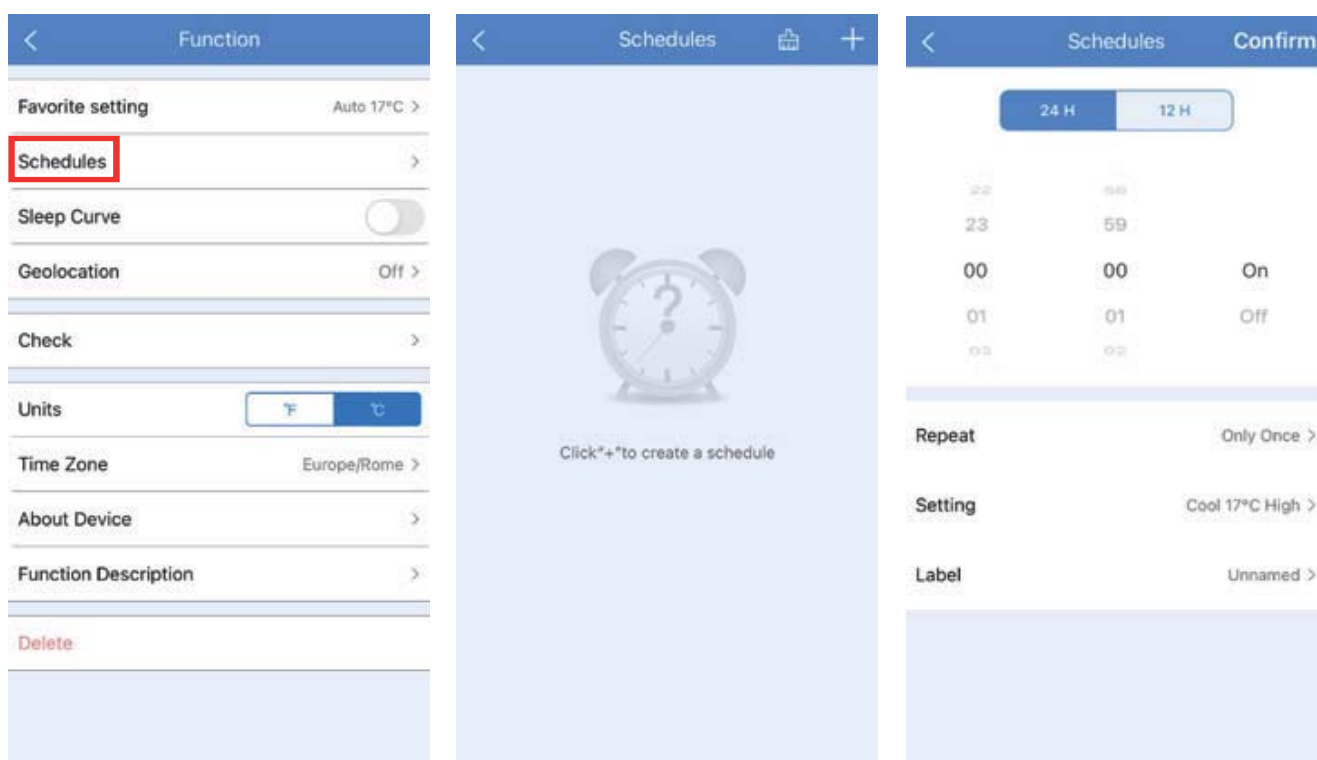 Function
Favorite setting Auto 17°C >
Schedules >
Sleep Curve
Geolocation Off >
Check >
Units °F °C
Time Zone Europe/Rome >
About Device >
Function Description >
Delete
Schedules
?
Click"+"to create a schedule
Schedules Confirm
24 H 12 H
22
23 59
00 00 On
01 01 Off
02
Repeat Only Once >
Setting Cool 17°C High >
Label Unnamed >